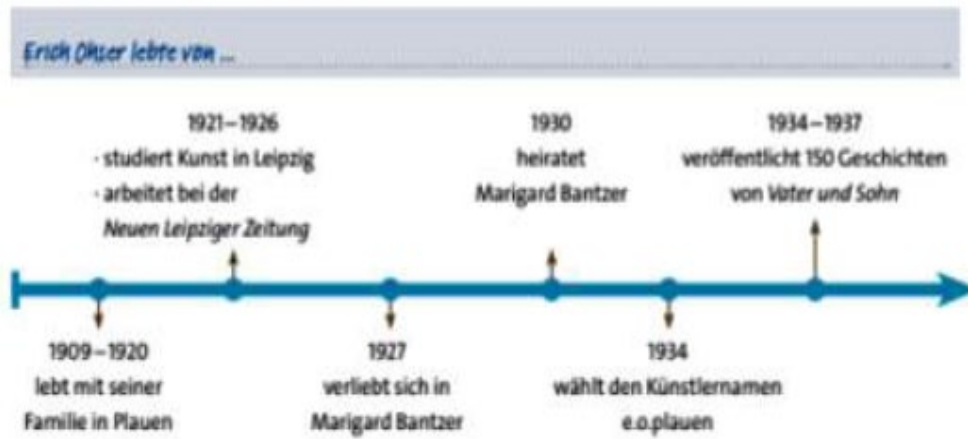 Erich Ohser lebte von ...
1921–1926
· studiert Kunst in Leipzig
· arbeitet bei der
Neuen Leipziger Zeitung
1930
heiratet
Marigard Bantzer
1934–1937
veröffentlicht 150 Geschichten
von Vater und Sohn
1909–1920
lebt mit seiner
Familie in Plauen
1927
verliebt sich in
Marigard Bantzer
1934
wählt den Künstlernamen
e.o.plauen